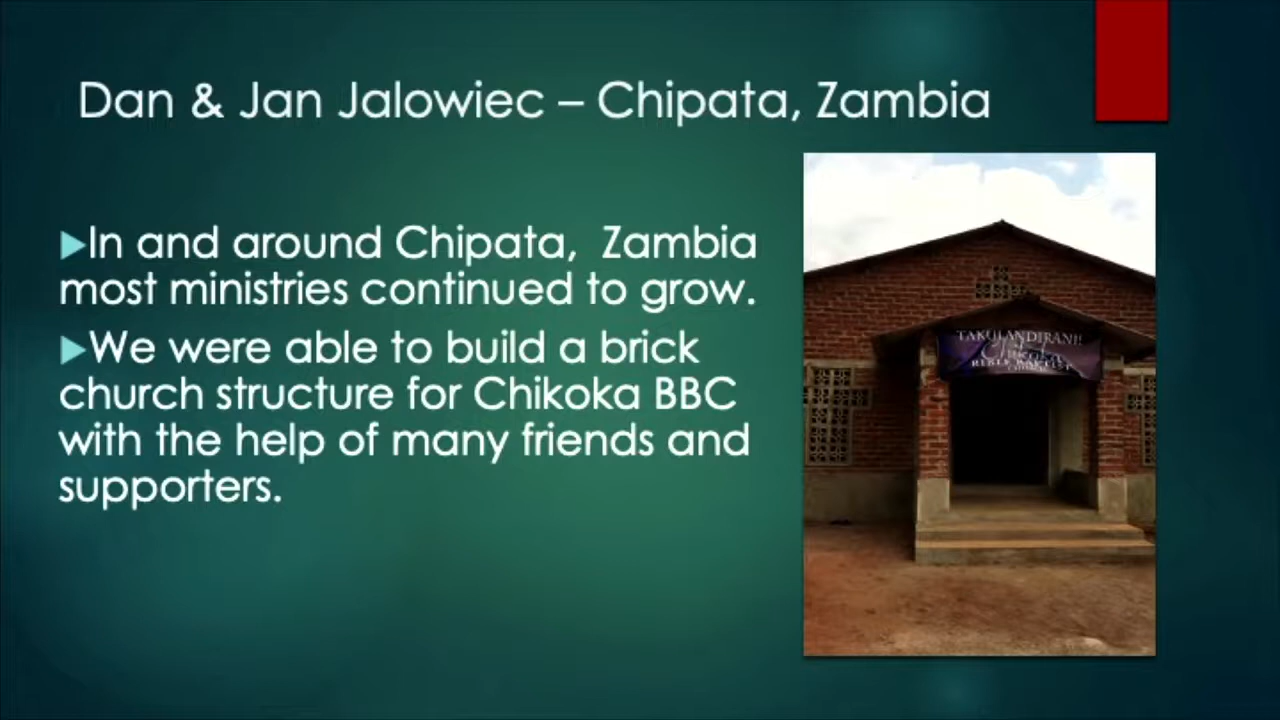 Dan & Jan Jalowiec – Chipata, Zambia
In and around Chipata,  Zambia
most ministries continued to grow.
We were able to build a brick
church structure for Chikoka BBC
with the help of many friends and
supporters.
TAKULANDIRANI!
Chikoka
BIBLE BAPTIST
CHURCH